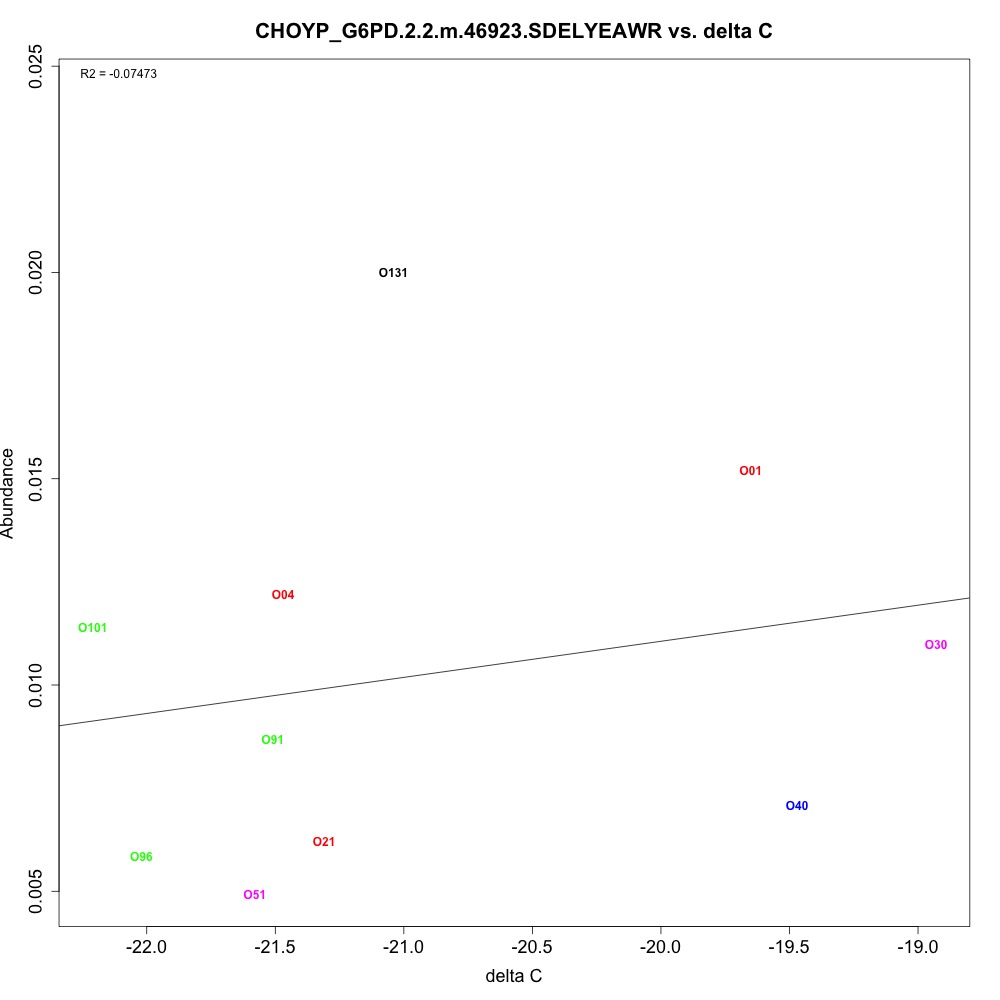 CHOYP_G6PD.2.2.m.46923.SDELYEAWR vs. delta C
R2 = -0.07473
0.025
0.020
0.015
0.010
0.005
Abundance
O131
O01
O04
O101
O30
O91
O40
O21
O96
O51
-22.0 -21.5 -21.0 -20.5 -20.0 -19.5 -19.0
delta C